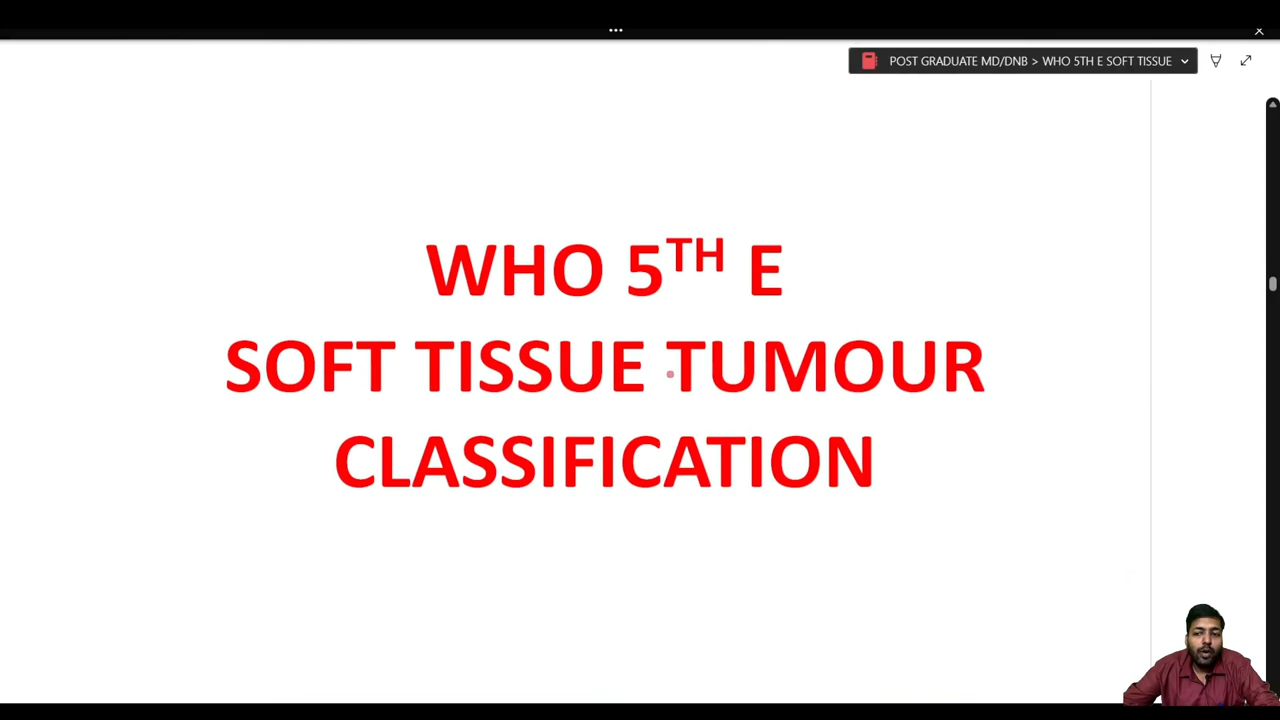 ...
POST GRADUATE MD/DNB > WHO 5TH E SOFT TISSUE
WHO 5TH E
SOFT TISSUE TUMOUR
CLASSIFICATION